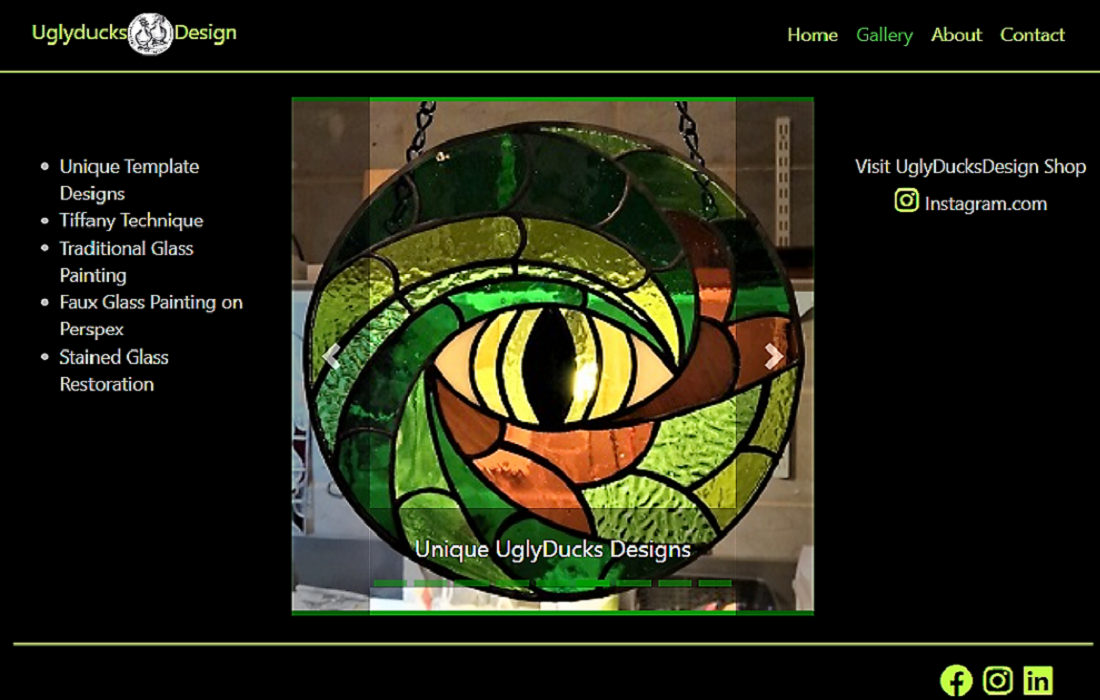 Uglyducks Design
Home Gallery About Contact
Unique Template
Designs
Tiffany Technique
Traditional Glass
Painting
Faux Glass Painting on
Perspex
Stained Glass
Restoration
Unique UglyDucks Designs
Visit UglyDucksDesign Shop
Instagram.com